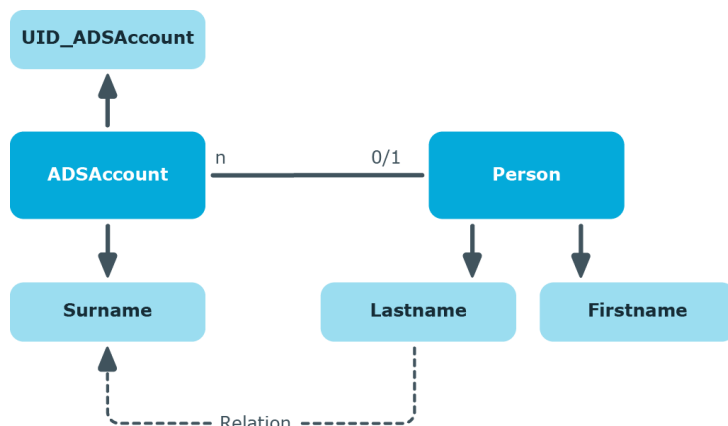 UID_ADSAccount
ADSAccount
n
0/1
Person
Surname
Lastname
Firstname
Relation